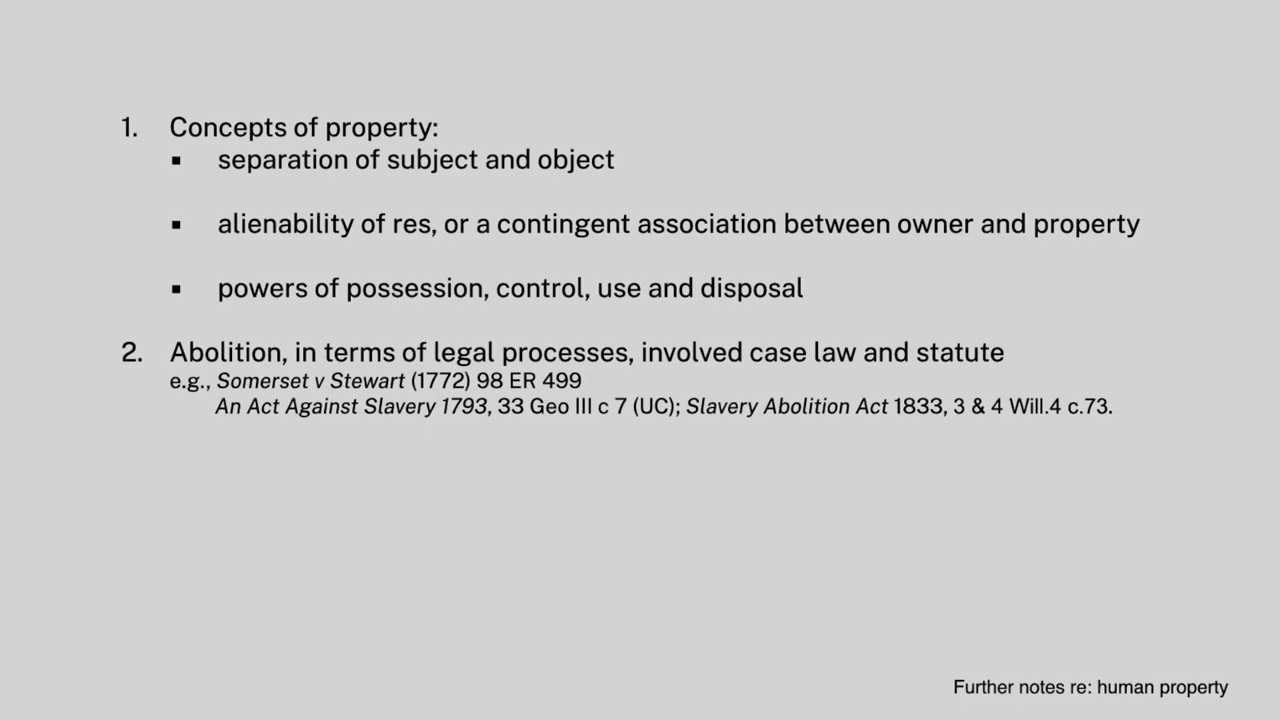 1. Concepts of property:
▪ separation of subject and object
▪ alienability of res, or a contingent association between owner and property
▪ powers of possession, control, use and disposal
2. Abolition, in terms of legal processes, involved case law and statute
e.g., Somerset v Stewart (1772) 98 ER 499
An Act Against Slavery 1793, 33 Geo III c 7 (UC); Slavery Abolition Act 1833, 3 & 4 Will.4 c.73.
Further notes re: human property